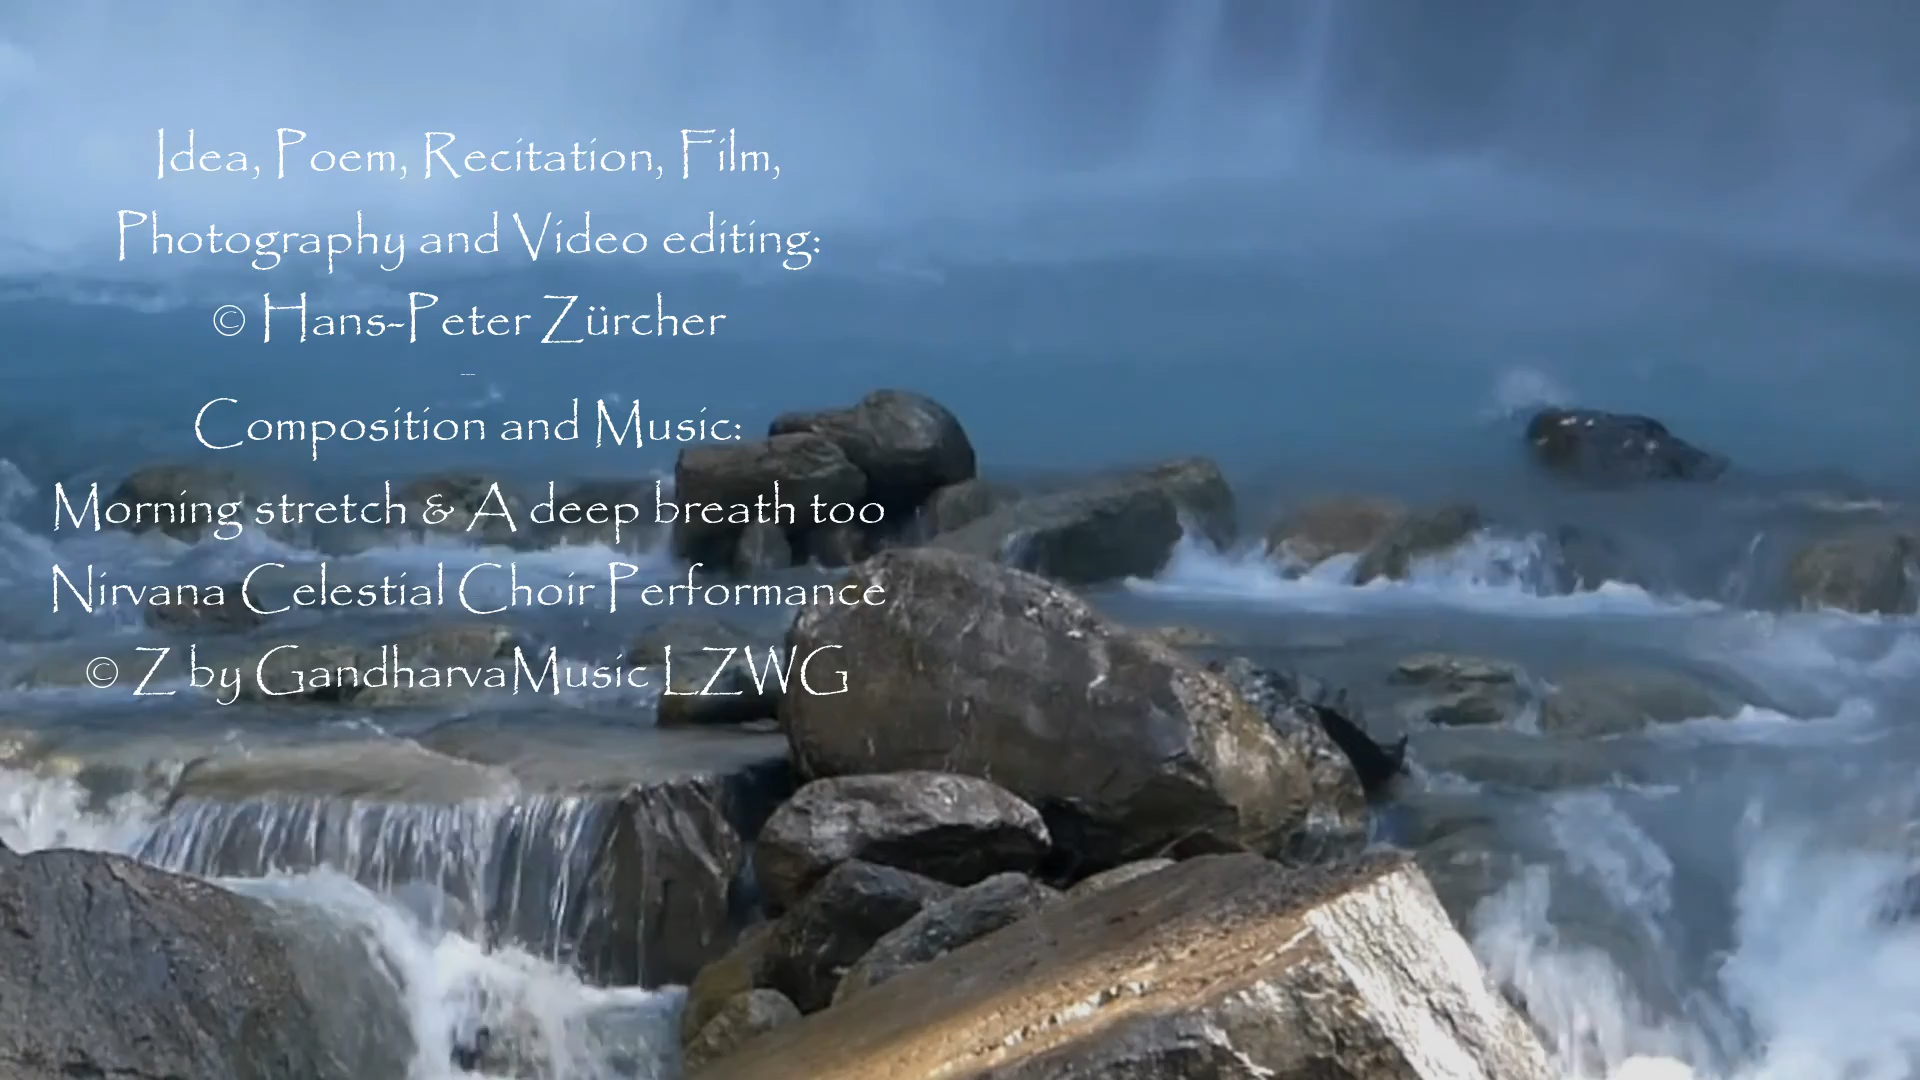 Idea, Poem, Recitation, Film,
Photography and Video editing:
© Hans-Peter Zürcher
---
Composition and Music:
Morning stretch & A deep breath too
Nirvana Celestial Choir Performance
© Z by GandharvaMusic LZWG